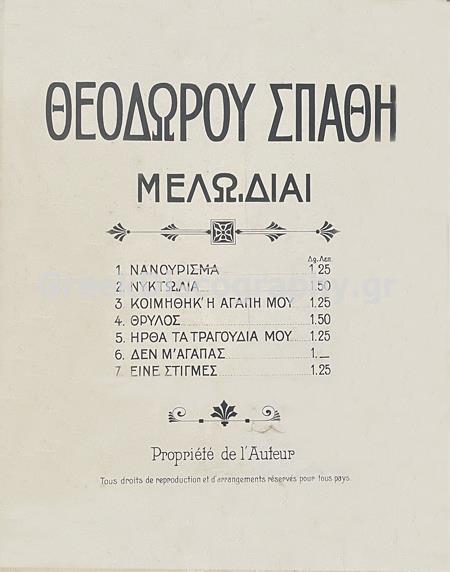 ΘΕΟΔΩΡΟΥ ΣΠΑΘΗ
ΜΕΛΩΔΙΑΙ
Δρ. Λεπ.
1. ΝΑΝΟΥΡΙΣΜΑ 1.25
2. ΝΥΚΤΩΔΙΑ 1.50
3. ΚΟΙΜΗΘΗΚ' Η ΑΓΑΠΗ ΜΟΥ 1.25
4. ΘΡΥΛΟΣ 1.50
5. ΗΡΘΑ ΤΑ ΤΡΑΓΟΥΔΙΑ ΜΟΥ 1.25
6. ΔΕΝ Μ'ΑΓΑΠΑΣ 1._
7. ΕΙΝΕ ΣΤΙΓΜΕΣ 1.25
Propriété de l'Auteur
Tous droits de reproduction et d'arrangements réservés pour tous pays.